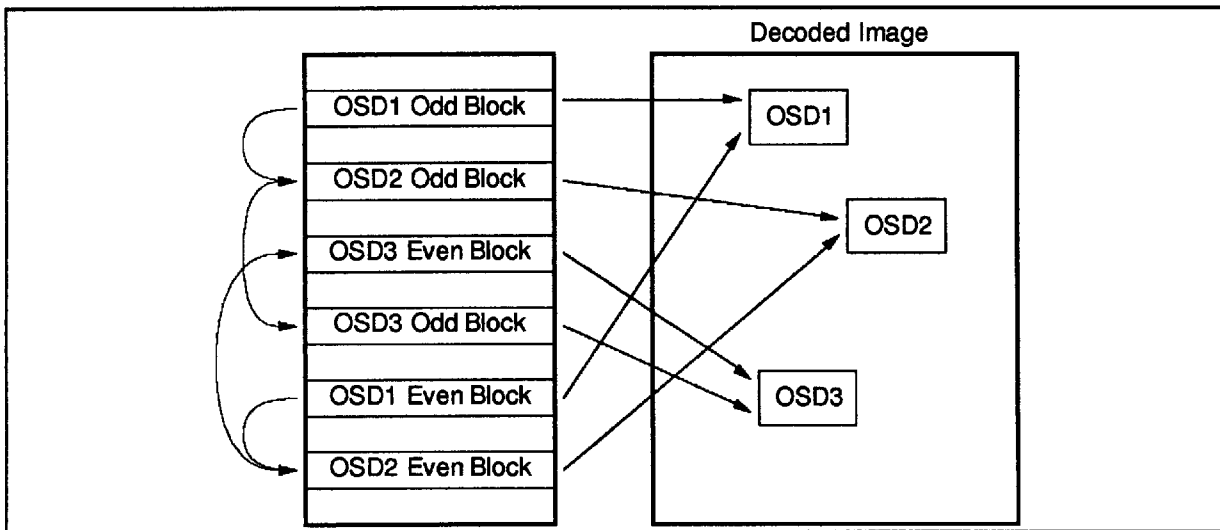 Decoded Image
OSD1 Odd Block
OSD2 Odd Block
OSD3 Even Block
OSD3 Odd Block
OSD1 Even Block
OSD2 Even Block
OSD1
OSD2
OSD3